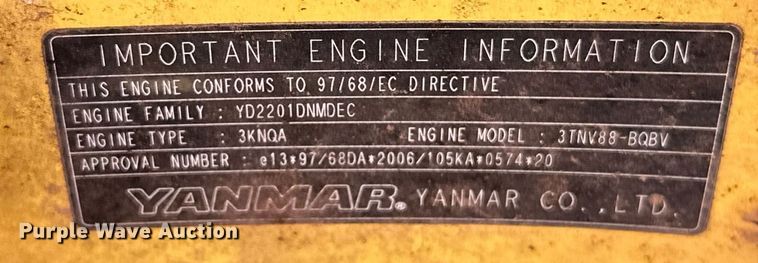 IMPORTANT ENGINE INFORMATION
THIS ENGINE CONFORMS TO 97/68/EC DIRECTIVE
ENGINE FAMILY : YD2201DNMDEC
ENGINE TYPE : 3KNQA ENGINE MODEL : 3TNV88-BQBV
APPROVAL NUMBER : e13*97/68DA*2006/105KA*0574*20
YANMAR® YANMAR CO.,LTD.
Purple Wave Auction